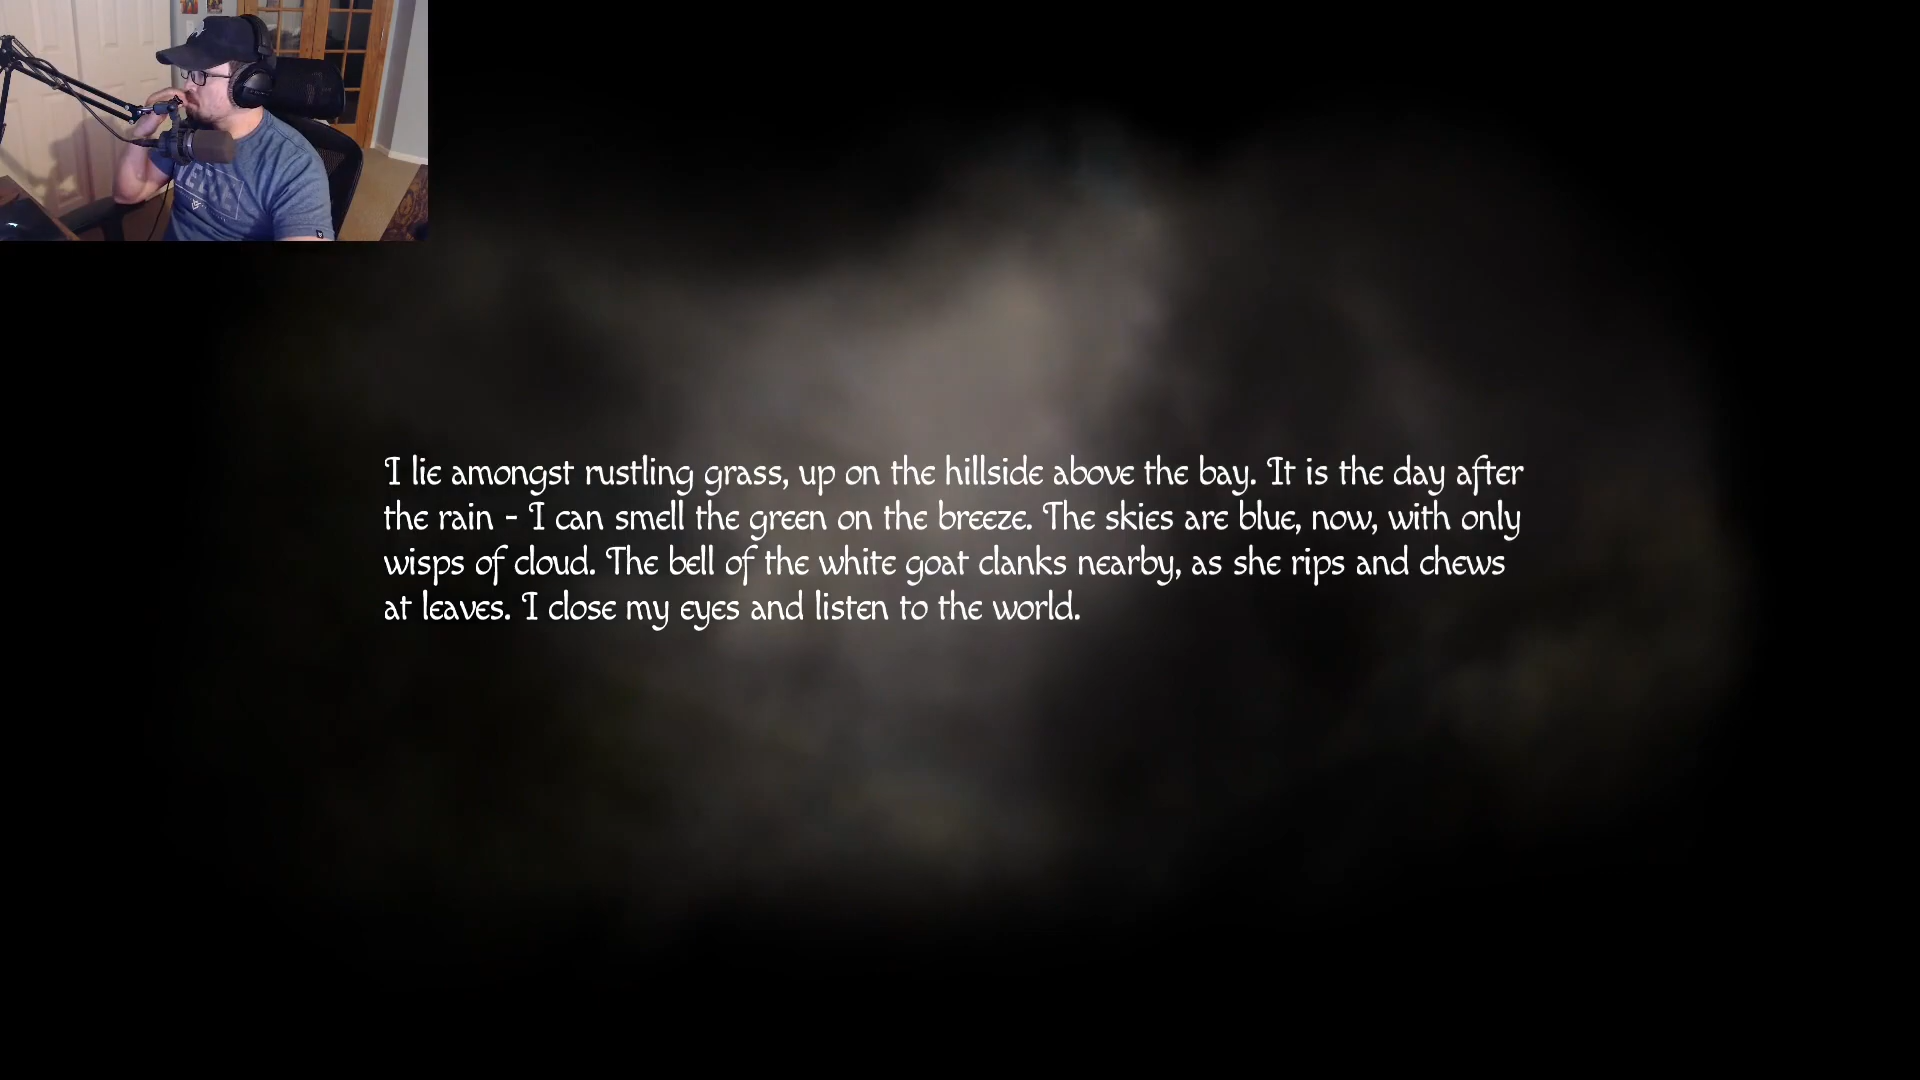 I lie amongst rustling grass, up on the hillside above the bay. It is the day after
the rain - I can smell the green on the breeze. The skies are blue, now, with only
wisps of cloud. The bell of the white goat clanks nearby, as she rips and chews
at leaves. I close my eyes and listen to the world.